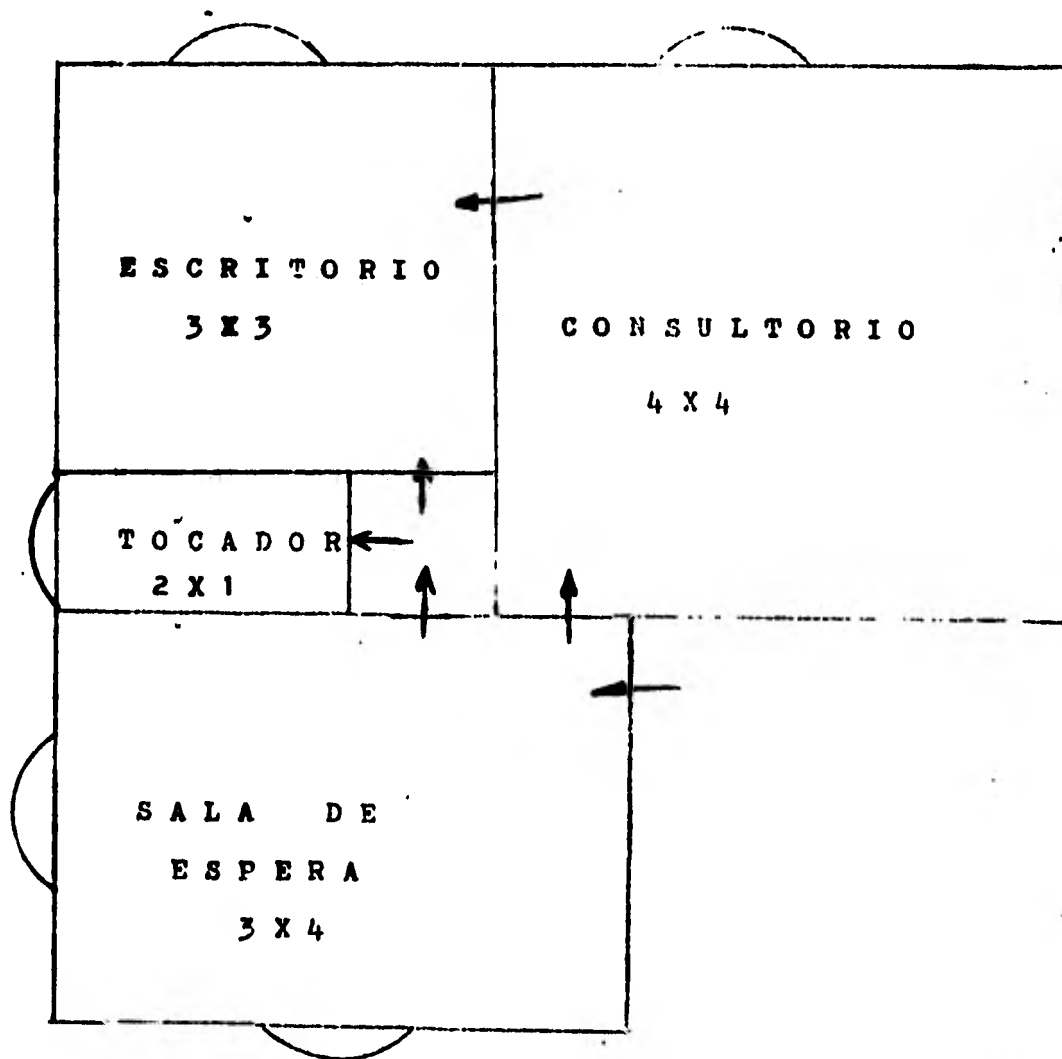 ESCRITORIO
3 X 3
CONSULTORIO
4 X 4
TOCADOR
2 X 1
SALA DE
ESPERA
3 X 4